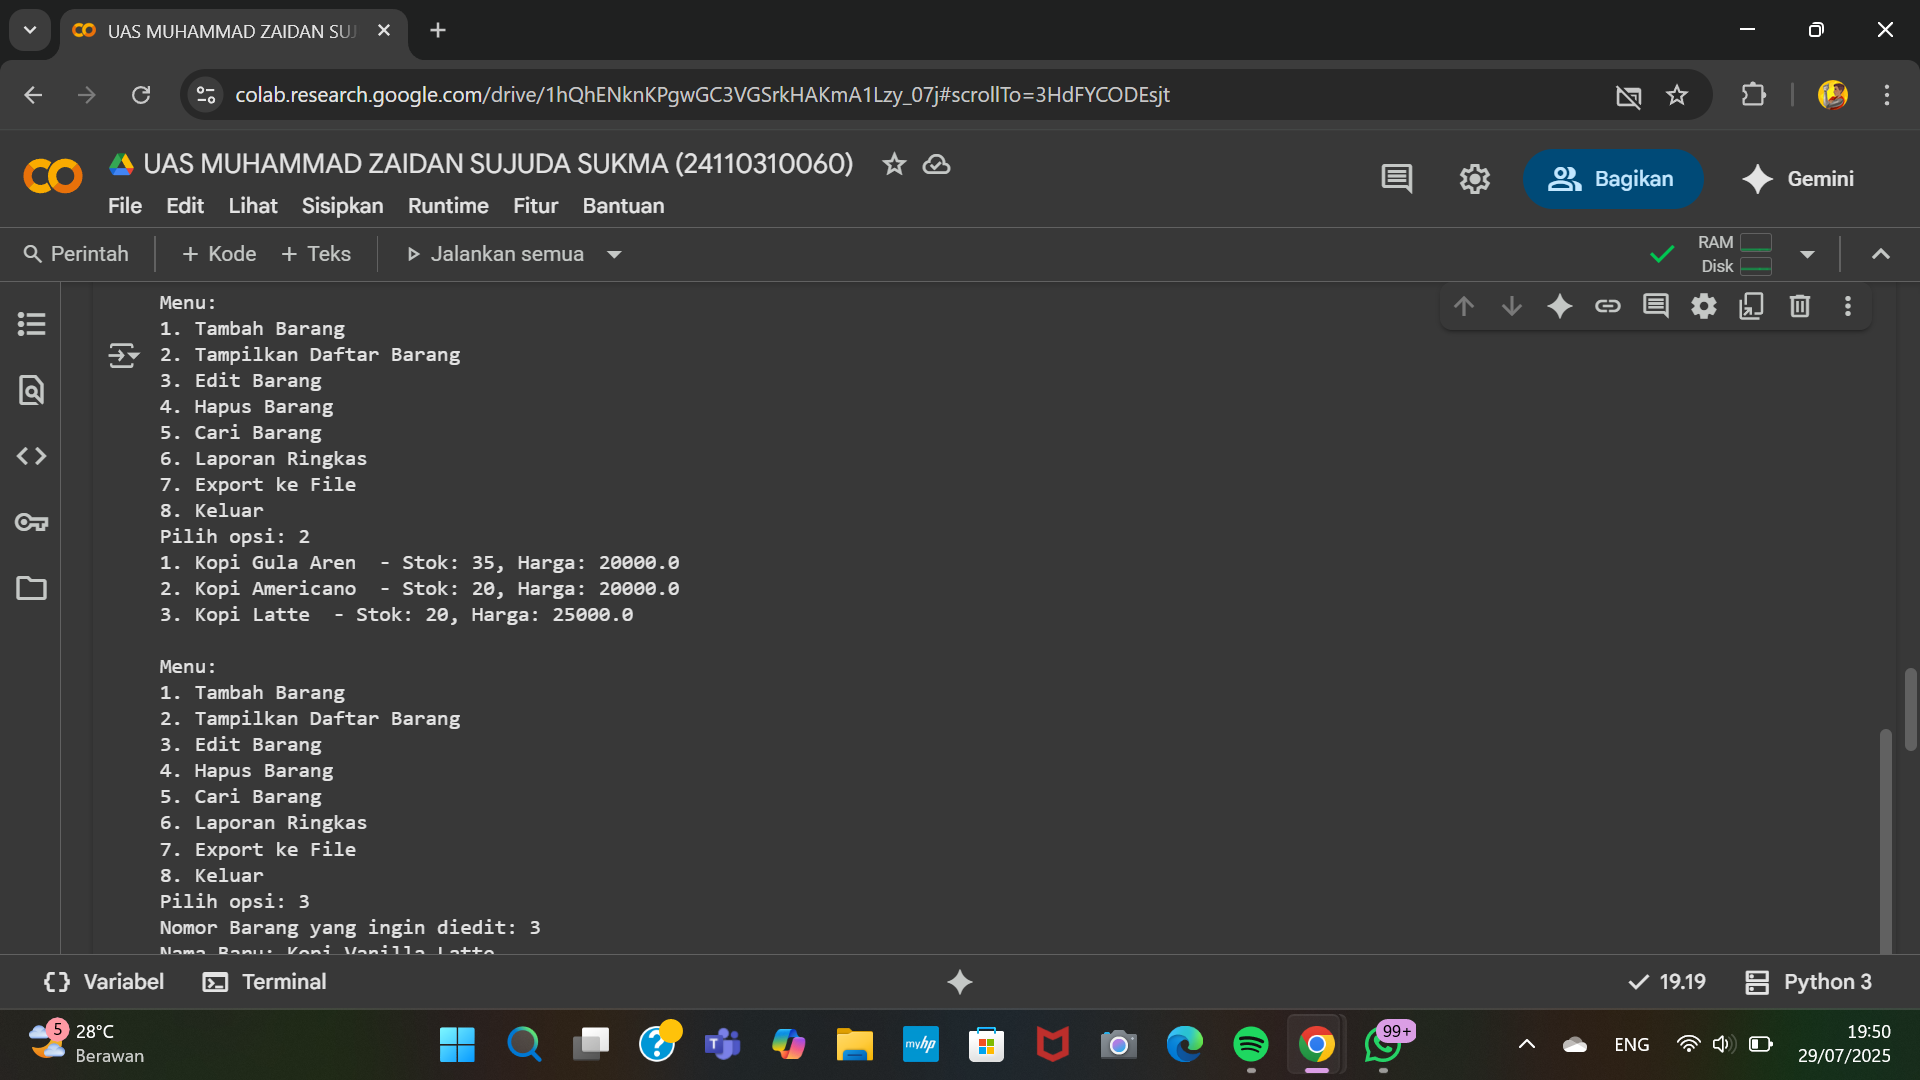 UAS MUHAMMAD ZAIDAN SUJ
colab.research.google.com/drive/1hQhENknKPgwGC3VGSrkHAKmA1Lzy_07j#scrollTo=3HdFYCODEsjt
UAS MUHAMMAD ZAIDAN SUJUDA SUKMA (24110310060)
File Edit Lihat Sisipkan Runtime Fitur Bantuan
Bagikan
Gemini
Perintah + Kode + Teks Jalankan semua
RAM
Disk
Menu:
1. Tambah Barang
2. Tampilkan Daftar Barang
3. Edit Barang
4. Hapus Barang
5. Cari Barang
6. Laporan Ringkas
7. Export ke File
8. Keluar
Pilih opsi: 2
1. Kopi Gula Aren  - Stok: 35, Harga: 20000.0
2. Kopi Americano  - Stok: 20, Harga: 20000.0
3. Kopi Latte  - Stok: 20, Harga: 25000.0
Menu:
1. Tambah Barang
2. Tampilkan Daftar Barang
3. Edit Barang
4. Hapus Barang
5. Cari Barang
6. Laporan Ringkas
7. Export ke File
8. Keluar
Pilih opsi: 3
Nomor Barang yang ingin diedit: 3
Nama Baru: Kopi Vanilla Latte
{} Variabel Terminal
19.19 Python 3
5
28°C
Berawan
?
T
myhp
99+
ENG
19:50
29/07/2025